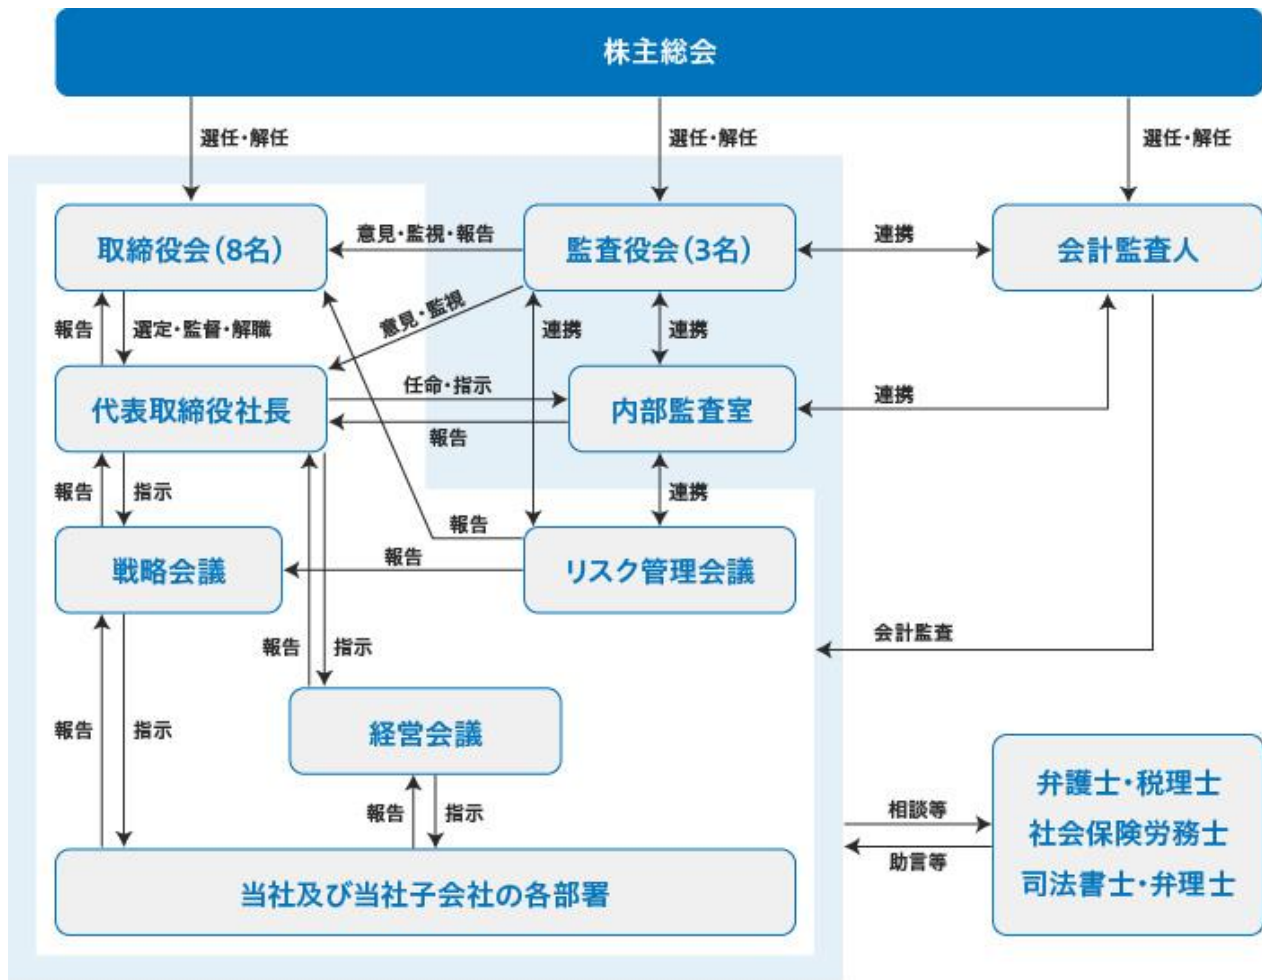 株主総会
選任・解任
選任・解任
選任・解任
取締役会(8名)
意見・監視・報告
監査役会(3名)
連携
会計監査人
報告
選定・監督・解職
意見・監視
連携
連携
代表取締役社長
任命・指示
報告
内部監査室
連携
報告
指示
連携
戦略会議
報告
報告
リスク管理会議
会計監査
報告
指示
報告
指示
経営会議
報告
指示
相談等
助言等
弁護士・税理士
社会保険労務士
司法書士・弁理士
当社及び当社子会社の各部署